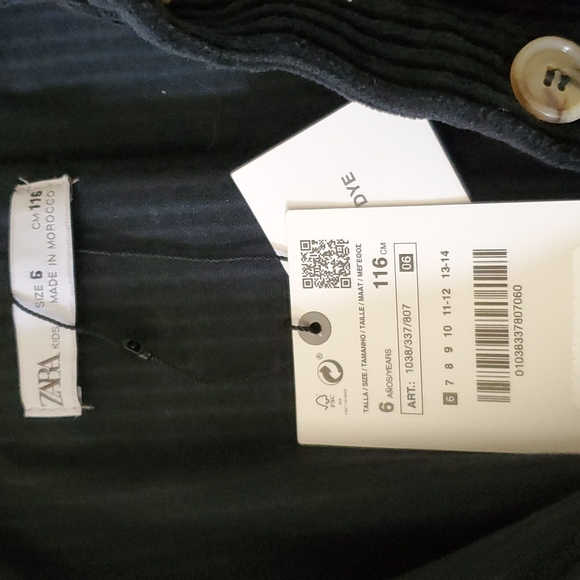 ZARA
KIDS
SIZE 6
CM 116
MADE IN MOROCCO
DYE
FSC
TALLA / SIZE / TAMANHO / TAILLE / MAAT / ΜΕΓΕΘΟΣ
6 AÑOS/YEARS 116 CM
ART.: 1038/337/807 06
6 7 8 9 10 11-12 13-14
01038337807060